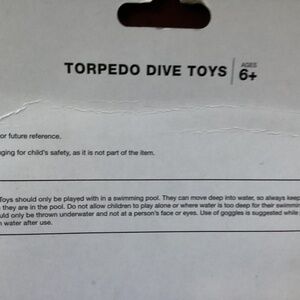 TORPEDO DIVE TOYS
AGES
6+
or future reference.
ging for child's safety, as it is not part of the item.
Toys should only be played with in a swimming pool. They can move deep into water, so always keep
they are in the pool. Do not allow children to play alone or where water is too deep for their swimmin
uld only be thrown underwater and not at a person's face or eyes. Use of goggles is suggested while
n water after use.